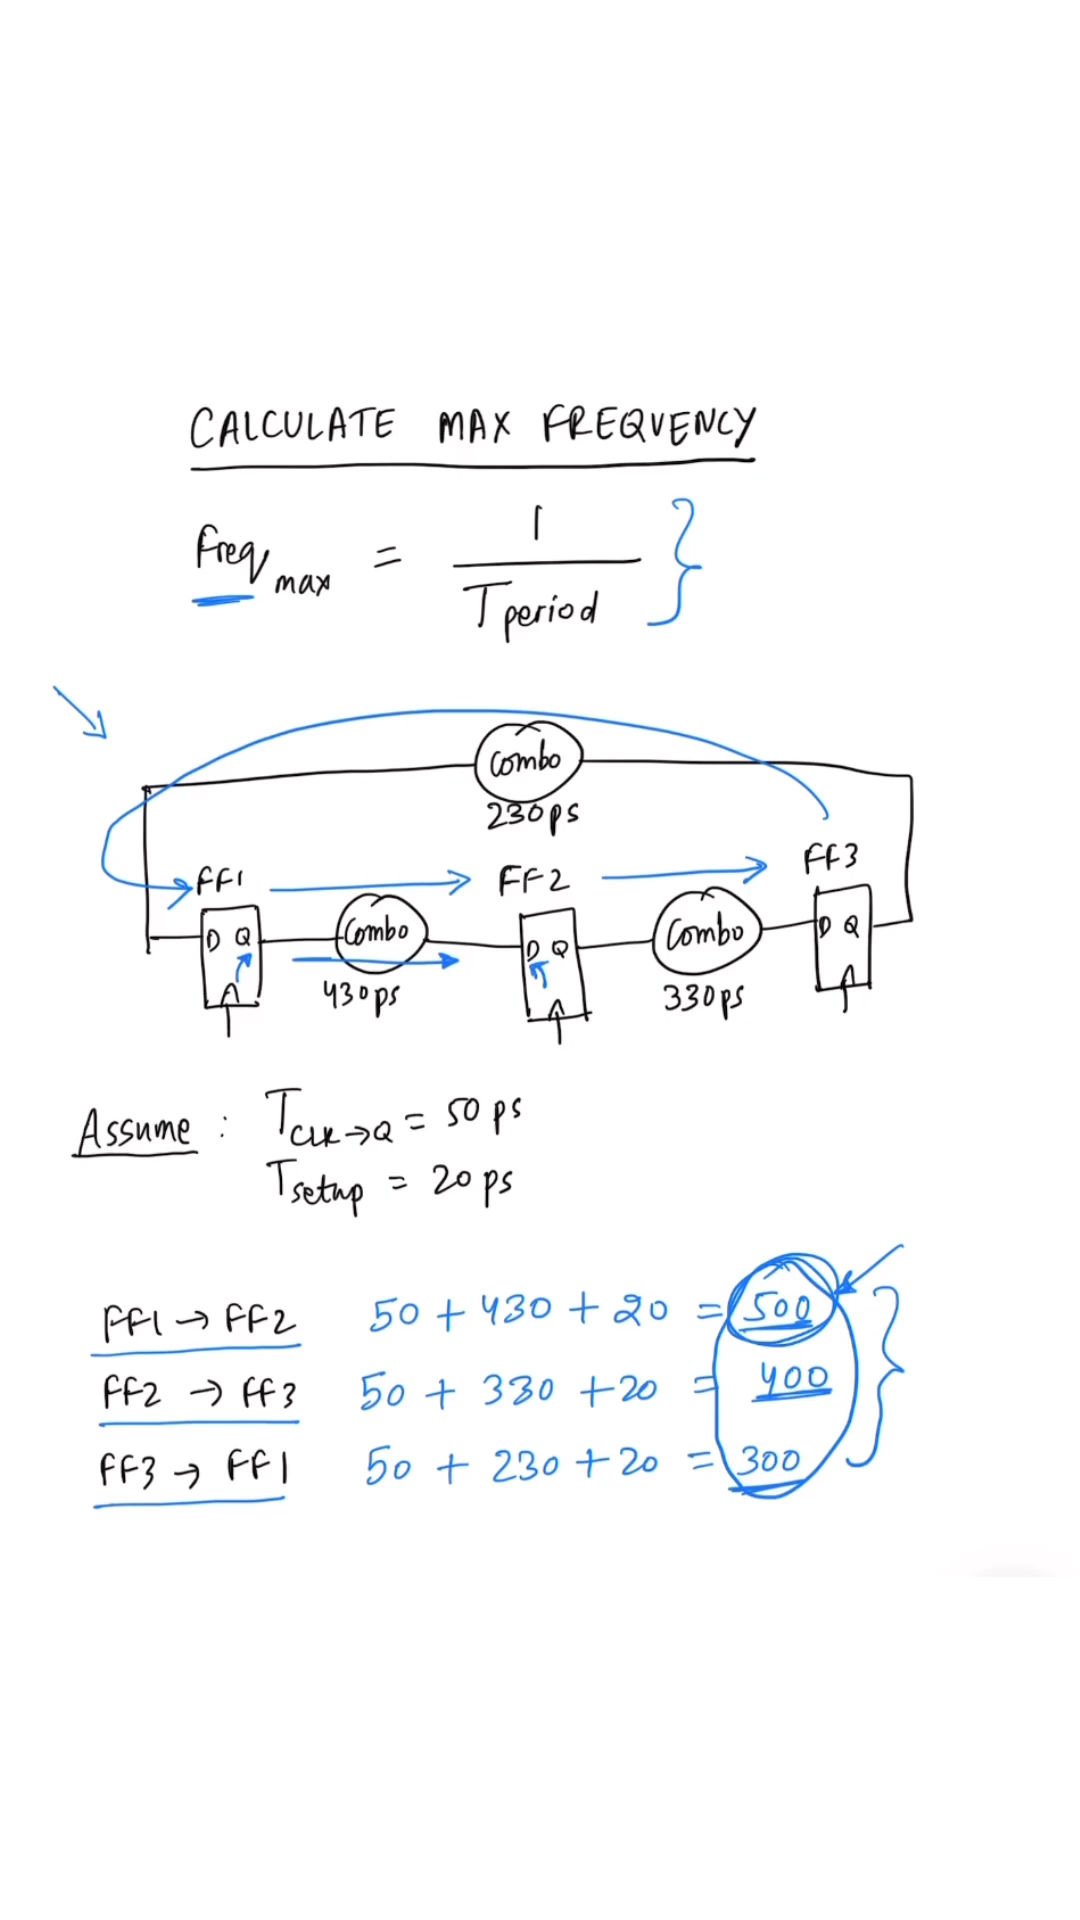 CALCULATE MAX FREQUENCY
Freq max = 1 / T period
Combo
230ps
FF1
FF2
FF3
D Q
Combo
D Q
Combo
D Q
430ps
330ps
Assume : T CLK→Q = 50 ps
T setup = 20 ps
FF1 → FF2 50 + 430 + 20 = 500
FF2 → FF3 50 + 330 + 20 = 400
FF3 → FF1 50 + 230 + 20 = 300